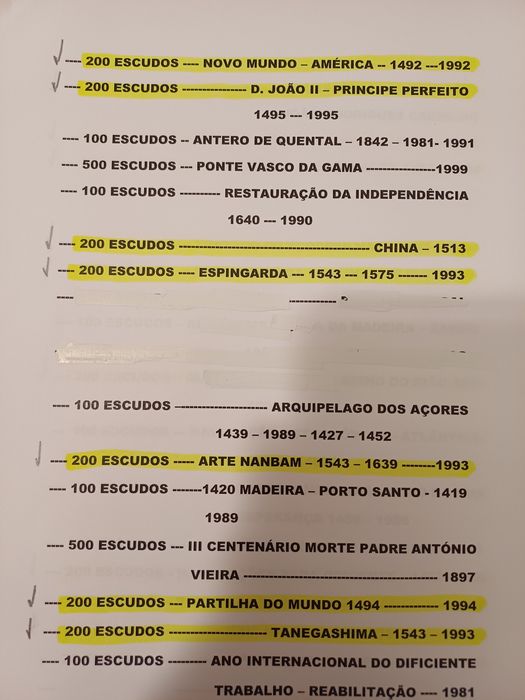 ---- 200 ESCUDOS ---- NOVO MUNDO – AMÉRICA -- 1492 ---1992
---- 200 ESCUDOS ---------------- D. JOÃO II – PRINCIPE PERFEITO
1495 --- 1995
---- 100 ESCUDOS -- ANTERO DE QUENTAL – 1842 – 1981- 1991
---- 500 ESCUDOS --- PONTE VASCO DA GAMA -----------------1999
---- 100 ESCUDOS ---------- RESTAURAÇÃO DA INDEPENDÊNCIA
1640 --- 1990
---- 200 ESCUDOS ------------------------------------------------ CHINA – 1513
---- 200 ESCUDOS ---- ESPINGARDA --- 1543 --- 1575 ------- 1993
---- 100 ESCUDOS ----------------------- ARQUIPELAGO DOS AÇORES
1439 – 1989 – 1427 – 1452
---- 200 ESCUDOS ----- ARTE NANBAM – 1543 – 1639 --------1993
---- 100 ESCUDOS -------1420 MADEIRA – PORTO SANTO - 1419
1989
---- 500 ESCUDOS --- III CENTENÁRIO MORTE PADRE ANTÓNIO
VIEIRA ------------------------------------------------ 1897
---- 200 ESCUDOS --- PARTILHA DO MUNDO 1494 -------------- 1994
---- 200 ESCUDOS ------------------------ TANEGASHIMA – 1543 – 1993
---- 100 ESCUDOS --------- ANO INTERNACIONAL DO DIFICIENTE
TRABALHO – REABILITAÇÃO ---- 1981